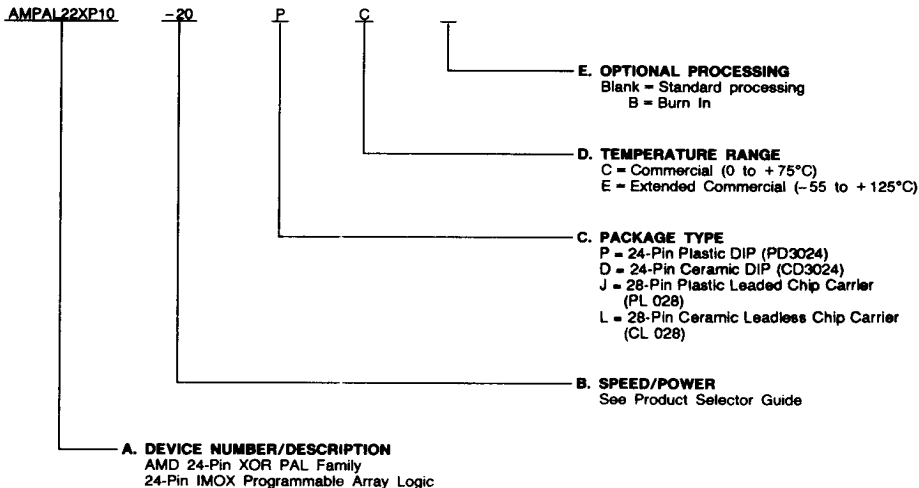 AMPAL22XP10 -20 P C
E. OPTIONAL PROCESSING
Blank = Standard processing
B = Burn In
D. TEMPERATURE RANGE
C = Commercial (0 to +75°C)
E = Extended Commercial (-55 to +125°C)
C. PACKAGE TYPE
P = 24-Pin Plastic DIP (PD3024)
D = 24-Pin Ceramic DIP (CD3024)
J = 28-Pin Plastic Leaded Chip Carrier
(PL 028)
L = 28-Pin Ceramic Leadless Chip Carrier
(CL 028)
B. SPEED/POWER
See Product Selector Guide
A. DEVICE NUMBER/DESCRIPTION
AMD 24-Pin XOR PAL Family
24-Pin IMOX Programmable Array Logic